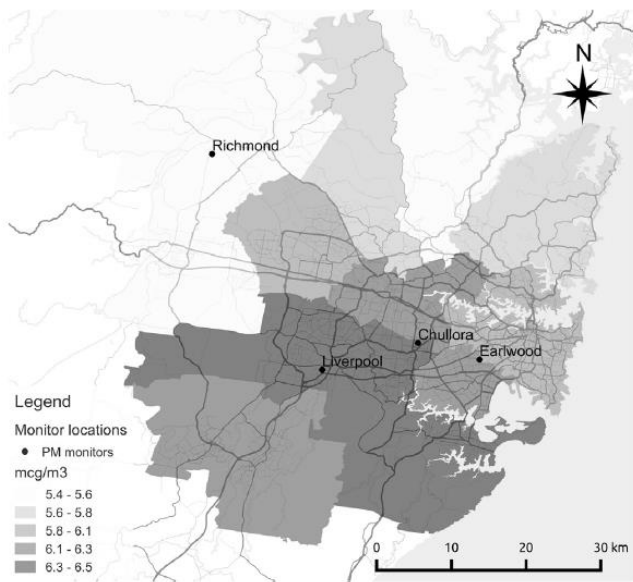 N
Richmond
Chullora
Earlwood
Liverpool
Legend
Monitor locations
PM monitors
mcg/m3
5.4 - 5.6
5.6 - 5.8
5.8 - 6.1
6.1 - 6.3
6.3 - 6.5
0 10 20 30 km